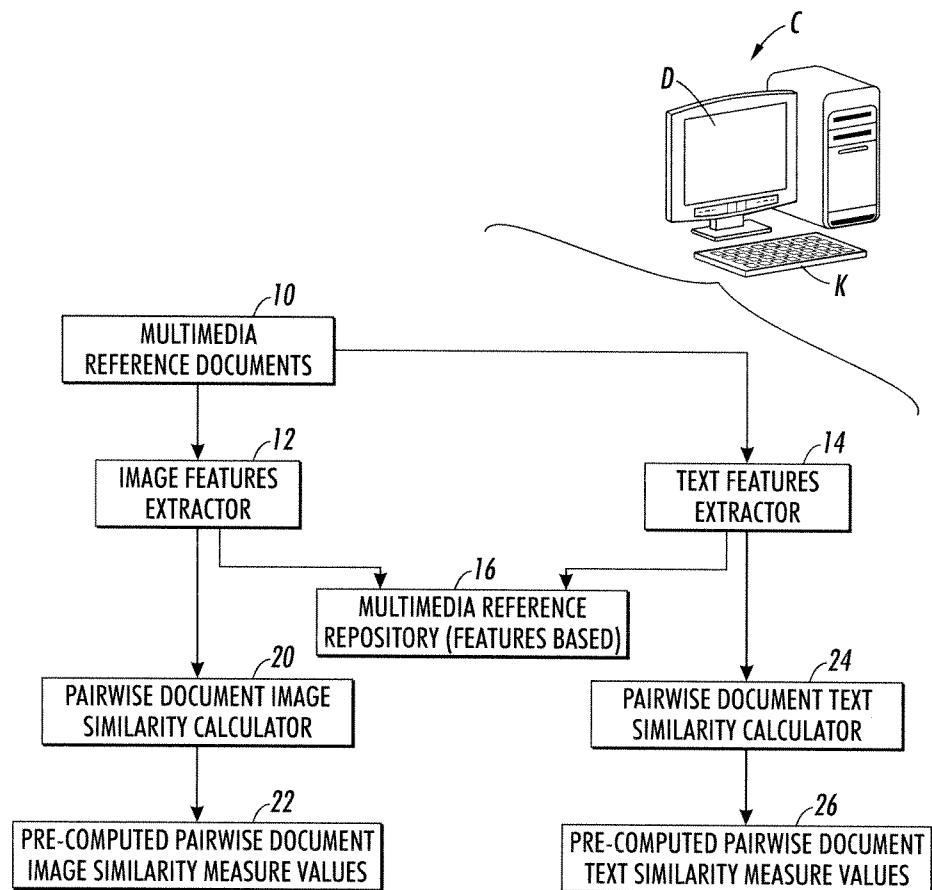 C
D
K
10
MULTIMEDIA
REFERENCE DOCUMENTS
12
IMAGE FEATURES
EXTRACTOR
14
TEXT FEATURES
EXTRACTOR
16
MULTIMEDIA REFERENCE
REPOSITORY (FEATURES BASED)
20
PAIRWISE DOCUMENT IMAGE
SIMILARITY CALCULATOR
24
PAIRWISE DOCUMENT TEXT
SIMILARITY CALCULATOR
22
PRE-COMPUTED PAIRWISE DOCUMENT
IMAGE SIMILARITY MEASURE VALUES
26
PRE-COMPUTED PAIRWISE DOCUMENT
TEXT SIMILARITY MEASURE VALUES